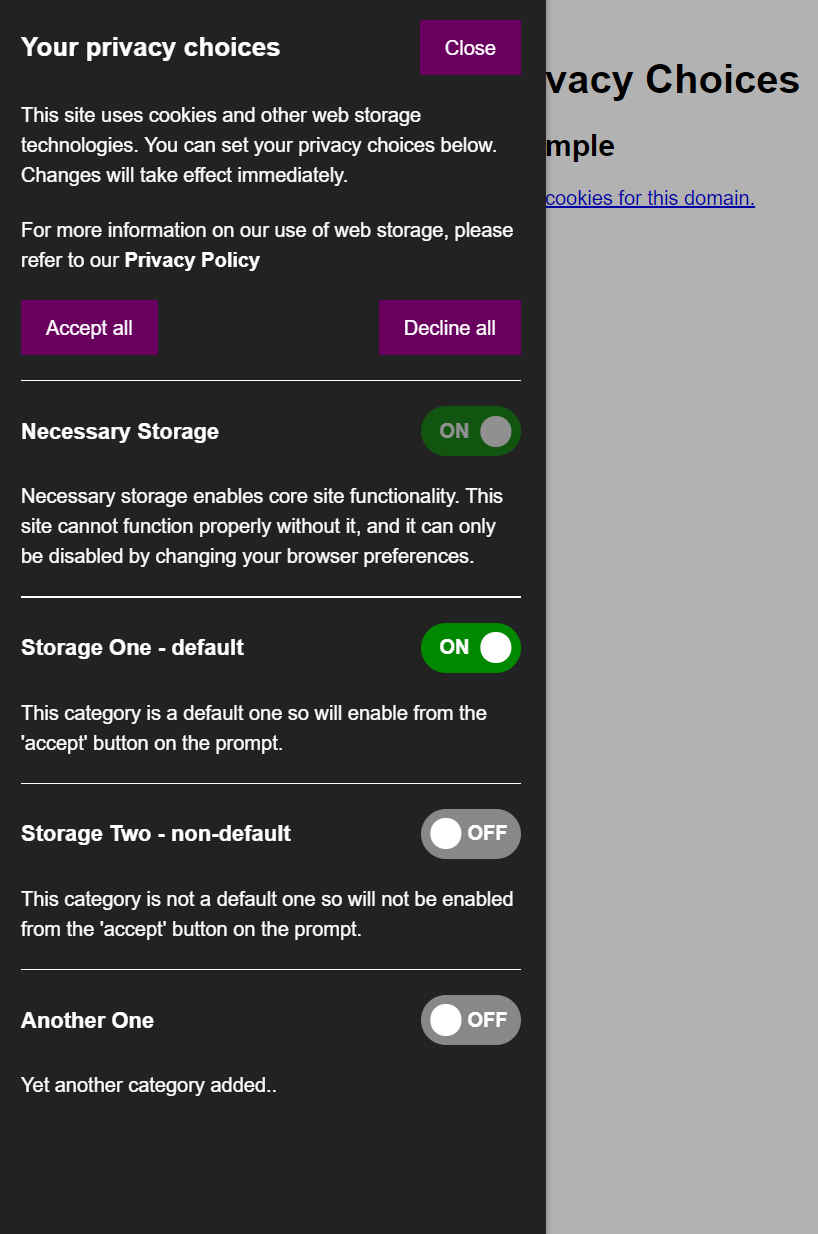 Your privacy choices
Close
This site uses cookies and other web storage
technologies. You can set your privacy choices below.
Changes will take effect immediately.
For more information on our use of web storage, please
refer to our Privacy Policy
Accept all
Decline all
Necessary Storage
ON
Necessary storage enables core site functionality. This
site cannot function properly without it, and it can only
be disabled by changing your browser preferences.
Storage One - default
ON
This category is a default one so will enable from the
'accept' button on the prompt.
Storage Two - non-default
OFF
This category is not a default one so will not be enabled
from the 'accept' button on the prompt.
Another One
OFF
Yet another category added..
vacy Choices
mple
cookies for this domain.